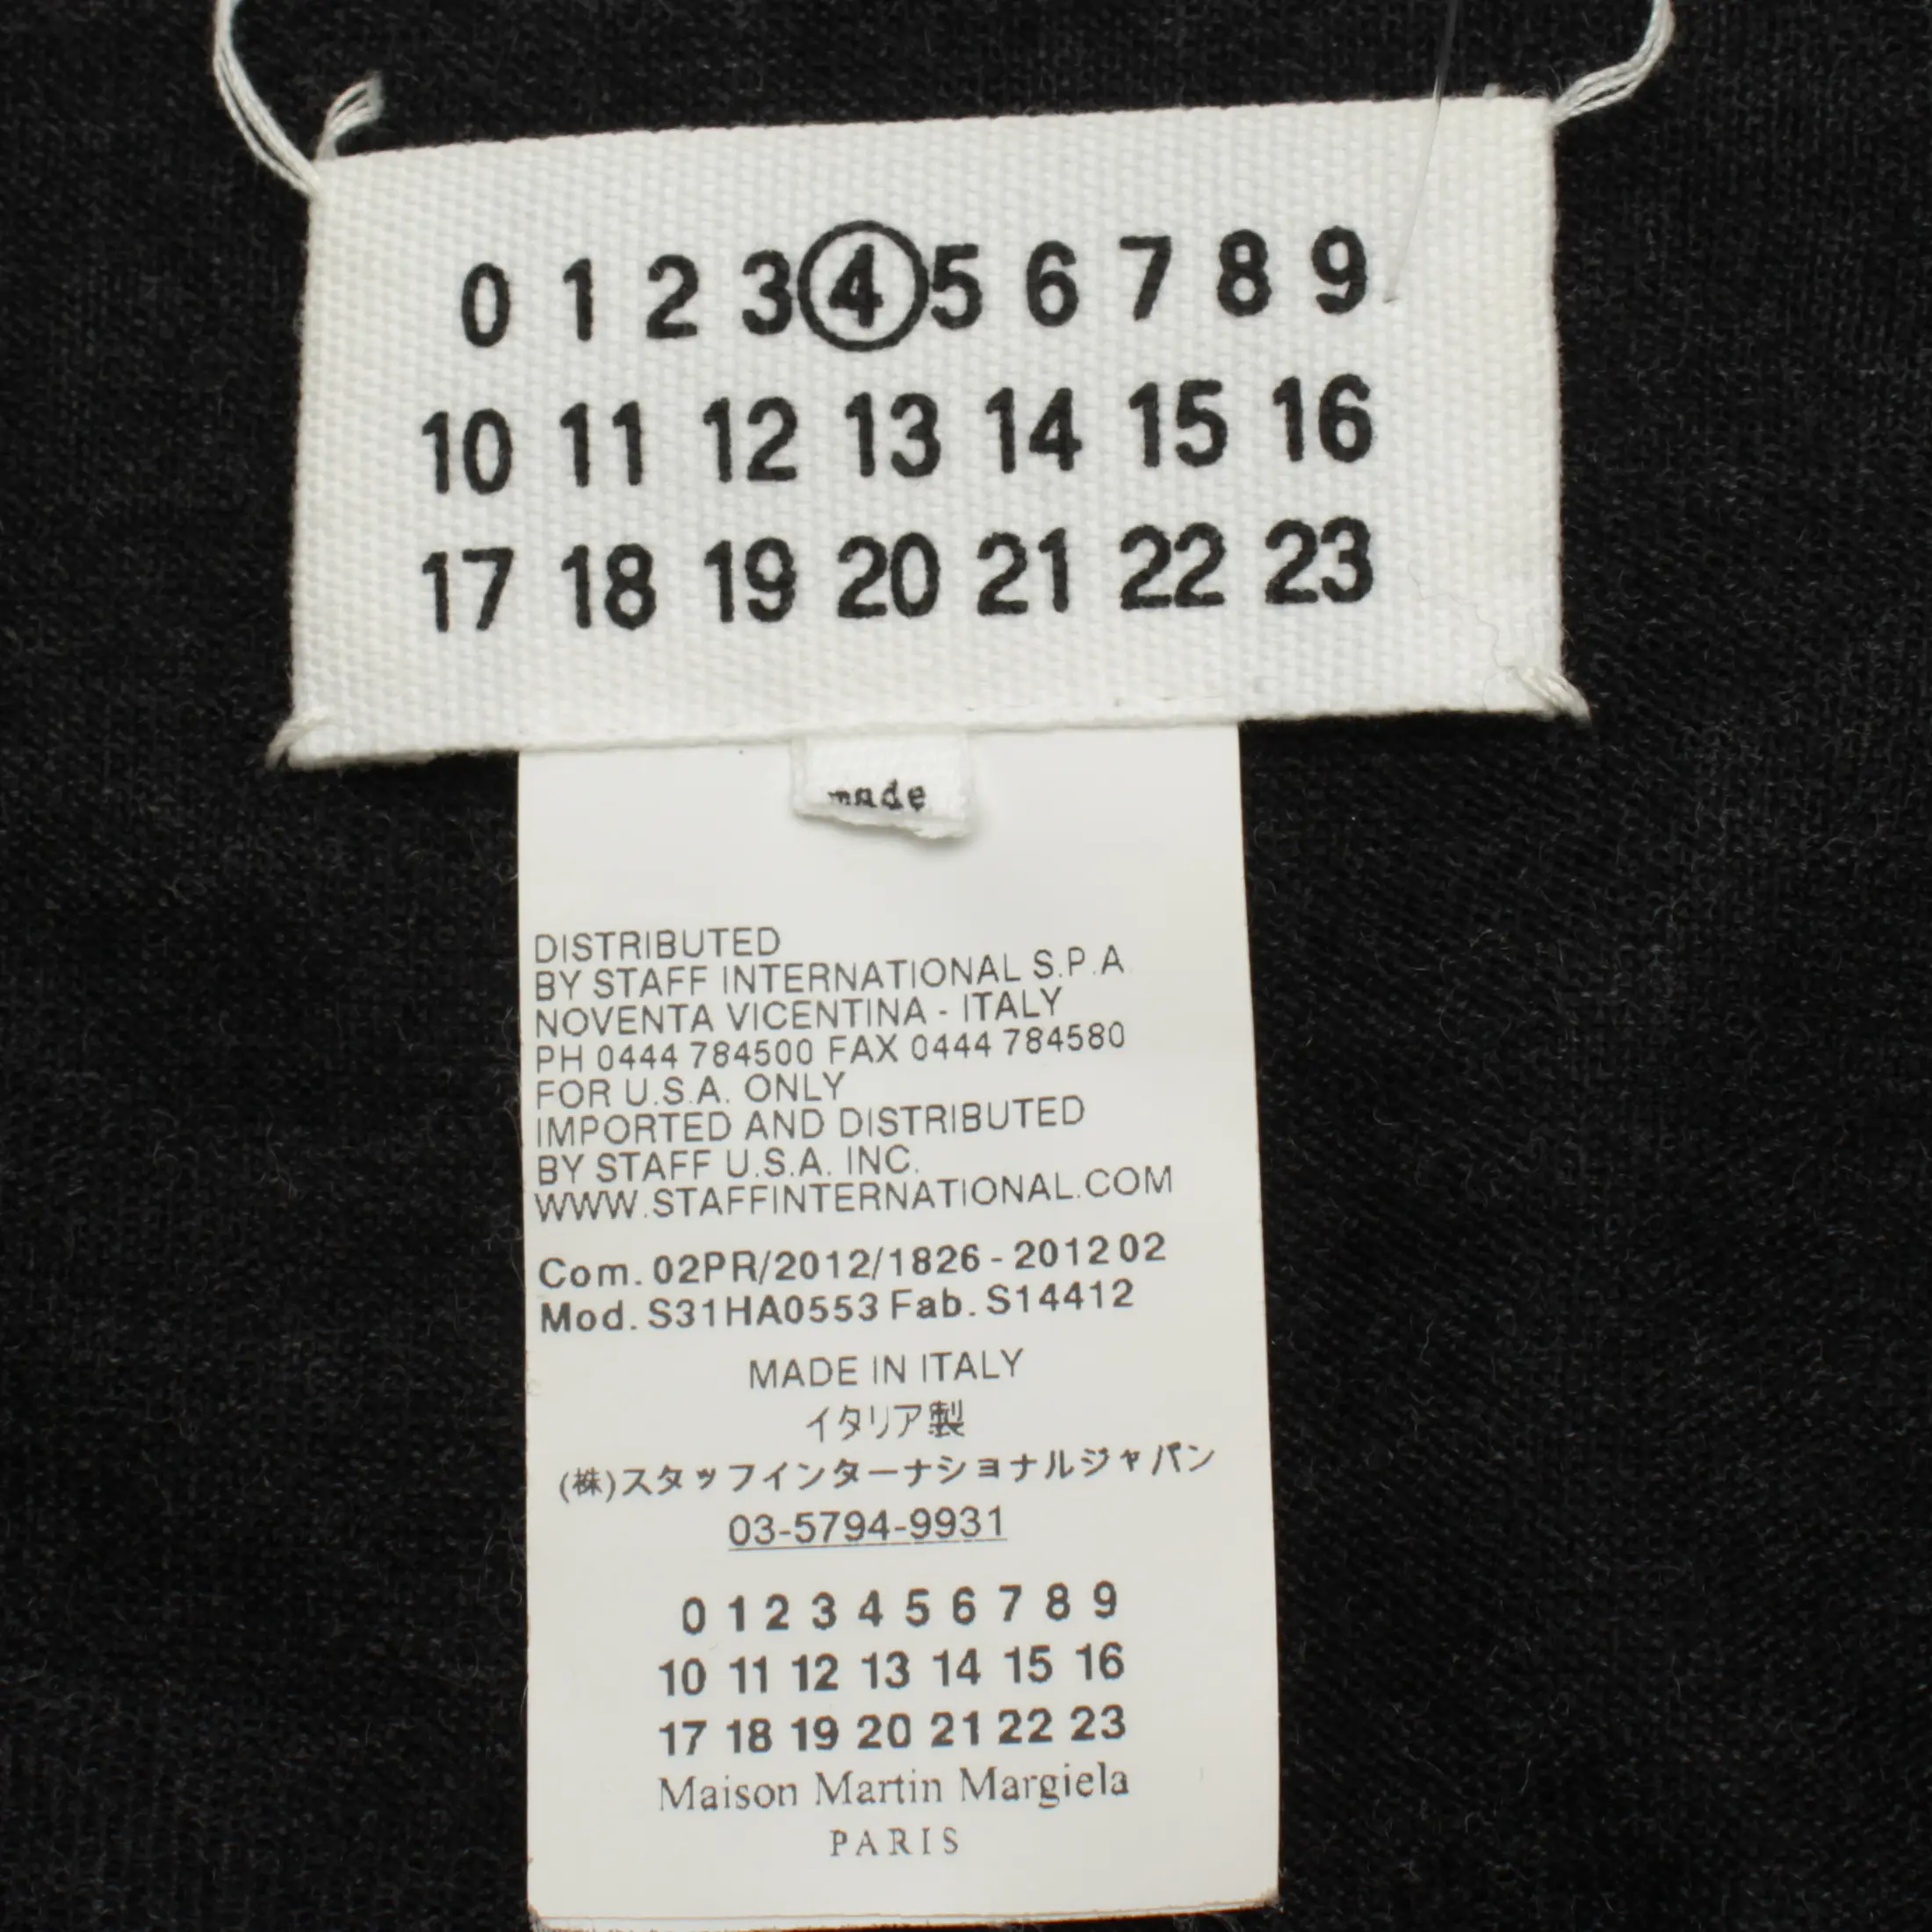 0 1 2 3 4 5 6 7 8 9
10 11 12 13 14 15 16
17 18 19 20 21 22 23
made
DISTRIBUTED
BY STAFF INTERNATIONAL S.P.A
NOVENTA VICENTINA - ITALY
PH 0444 784500 FAX 0444 784580
FOR U.S.A. ONLY
IMPORTED AND DISTRIBUTED
BY STAFF U.S.A. INC.
WWW.STAFFINTERNATIONAL.COM
Com. 02PR/2012/1826 - 2012 02
Mod. S31HA0553 Fab. S14412
MADE IN ITALY
イタリア製
(株)スタッフインターナショナルジャパン
03-5794-9931
0 1 2 3 4 5 6 7 8 9
10 11 12 13 14 15 16
17 18 19 20 21 22 23
Maison Martin Margiela
PARIS